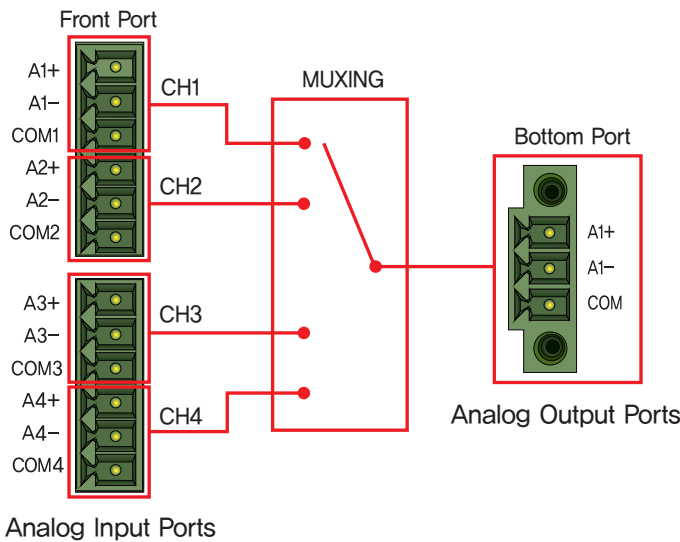 Front Port
A1+
A1−
COM1
A2+
A2−
COM2
A3+
A3−
COM3
A4+
A4−
COM4
CH1
CH2
CH3
CH4
Analog Input Ports
MUXING
Bottom Port
A1+
A1−
COM
Analog Output Ports